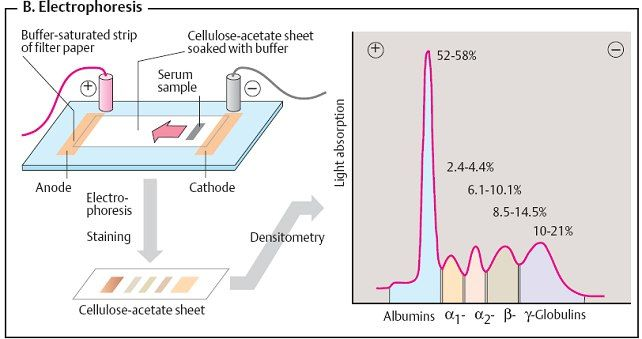 B. Electrophoresis
Buffer-saturated strip
of filter paper
Cellulose-acetate sheet
soaked with buffer
Serum
sample
+
−
Anode
Cathode
Electro-
phoresis
Staining
Densitometry
Cellulose-acetate sheet
+
−
Light absorption
52-58%
2.4-4.4%
6.1-10.1%
8.5-14.5%
10-21%
Albumins α1- α2- β- γ-Globulins